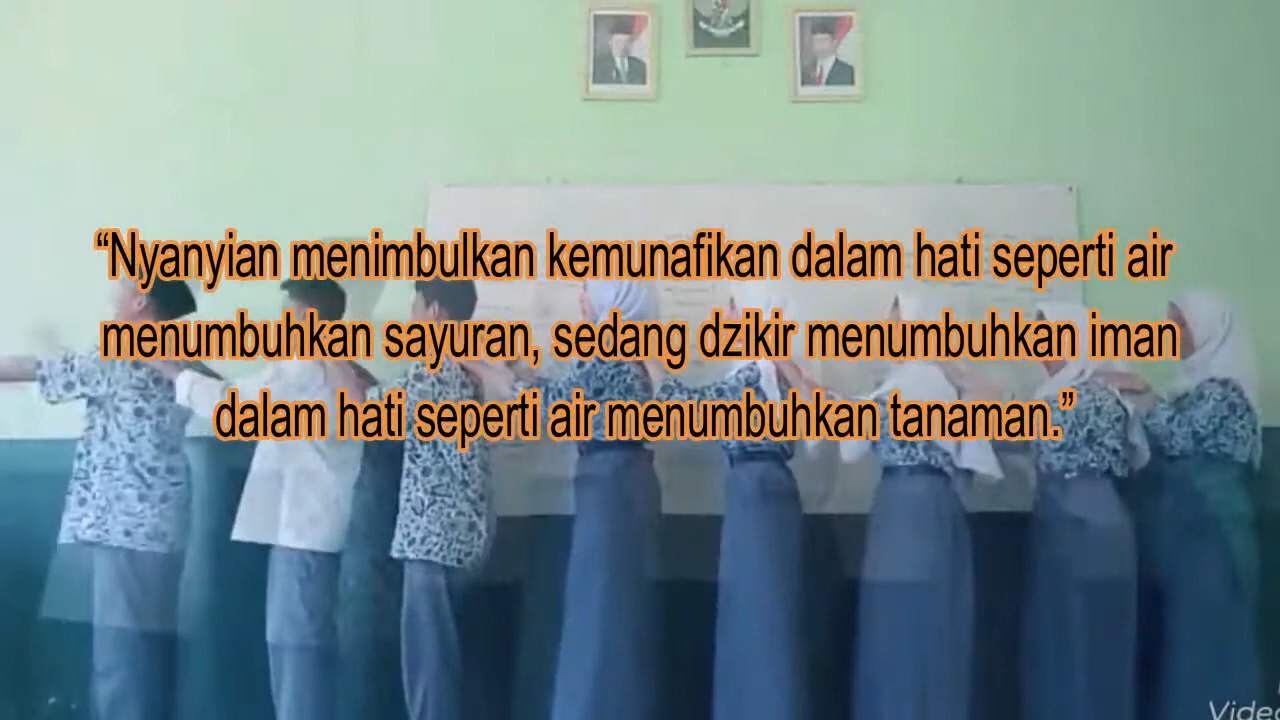 “Nyanyian menimbulkan kemunafikan dalam hati seperti air
menumbuhkan sayuran, sedang dzikir menumbuhkan iman
dalam hati seperti air menumbuhkan tanaman.”